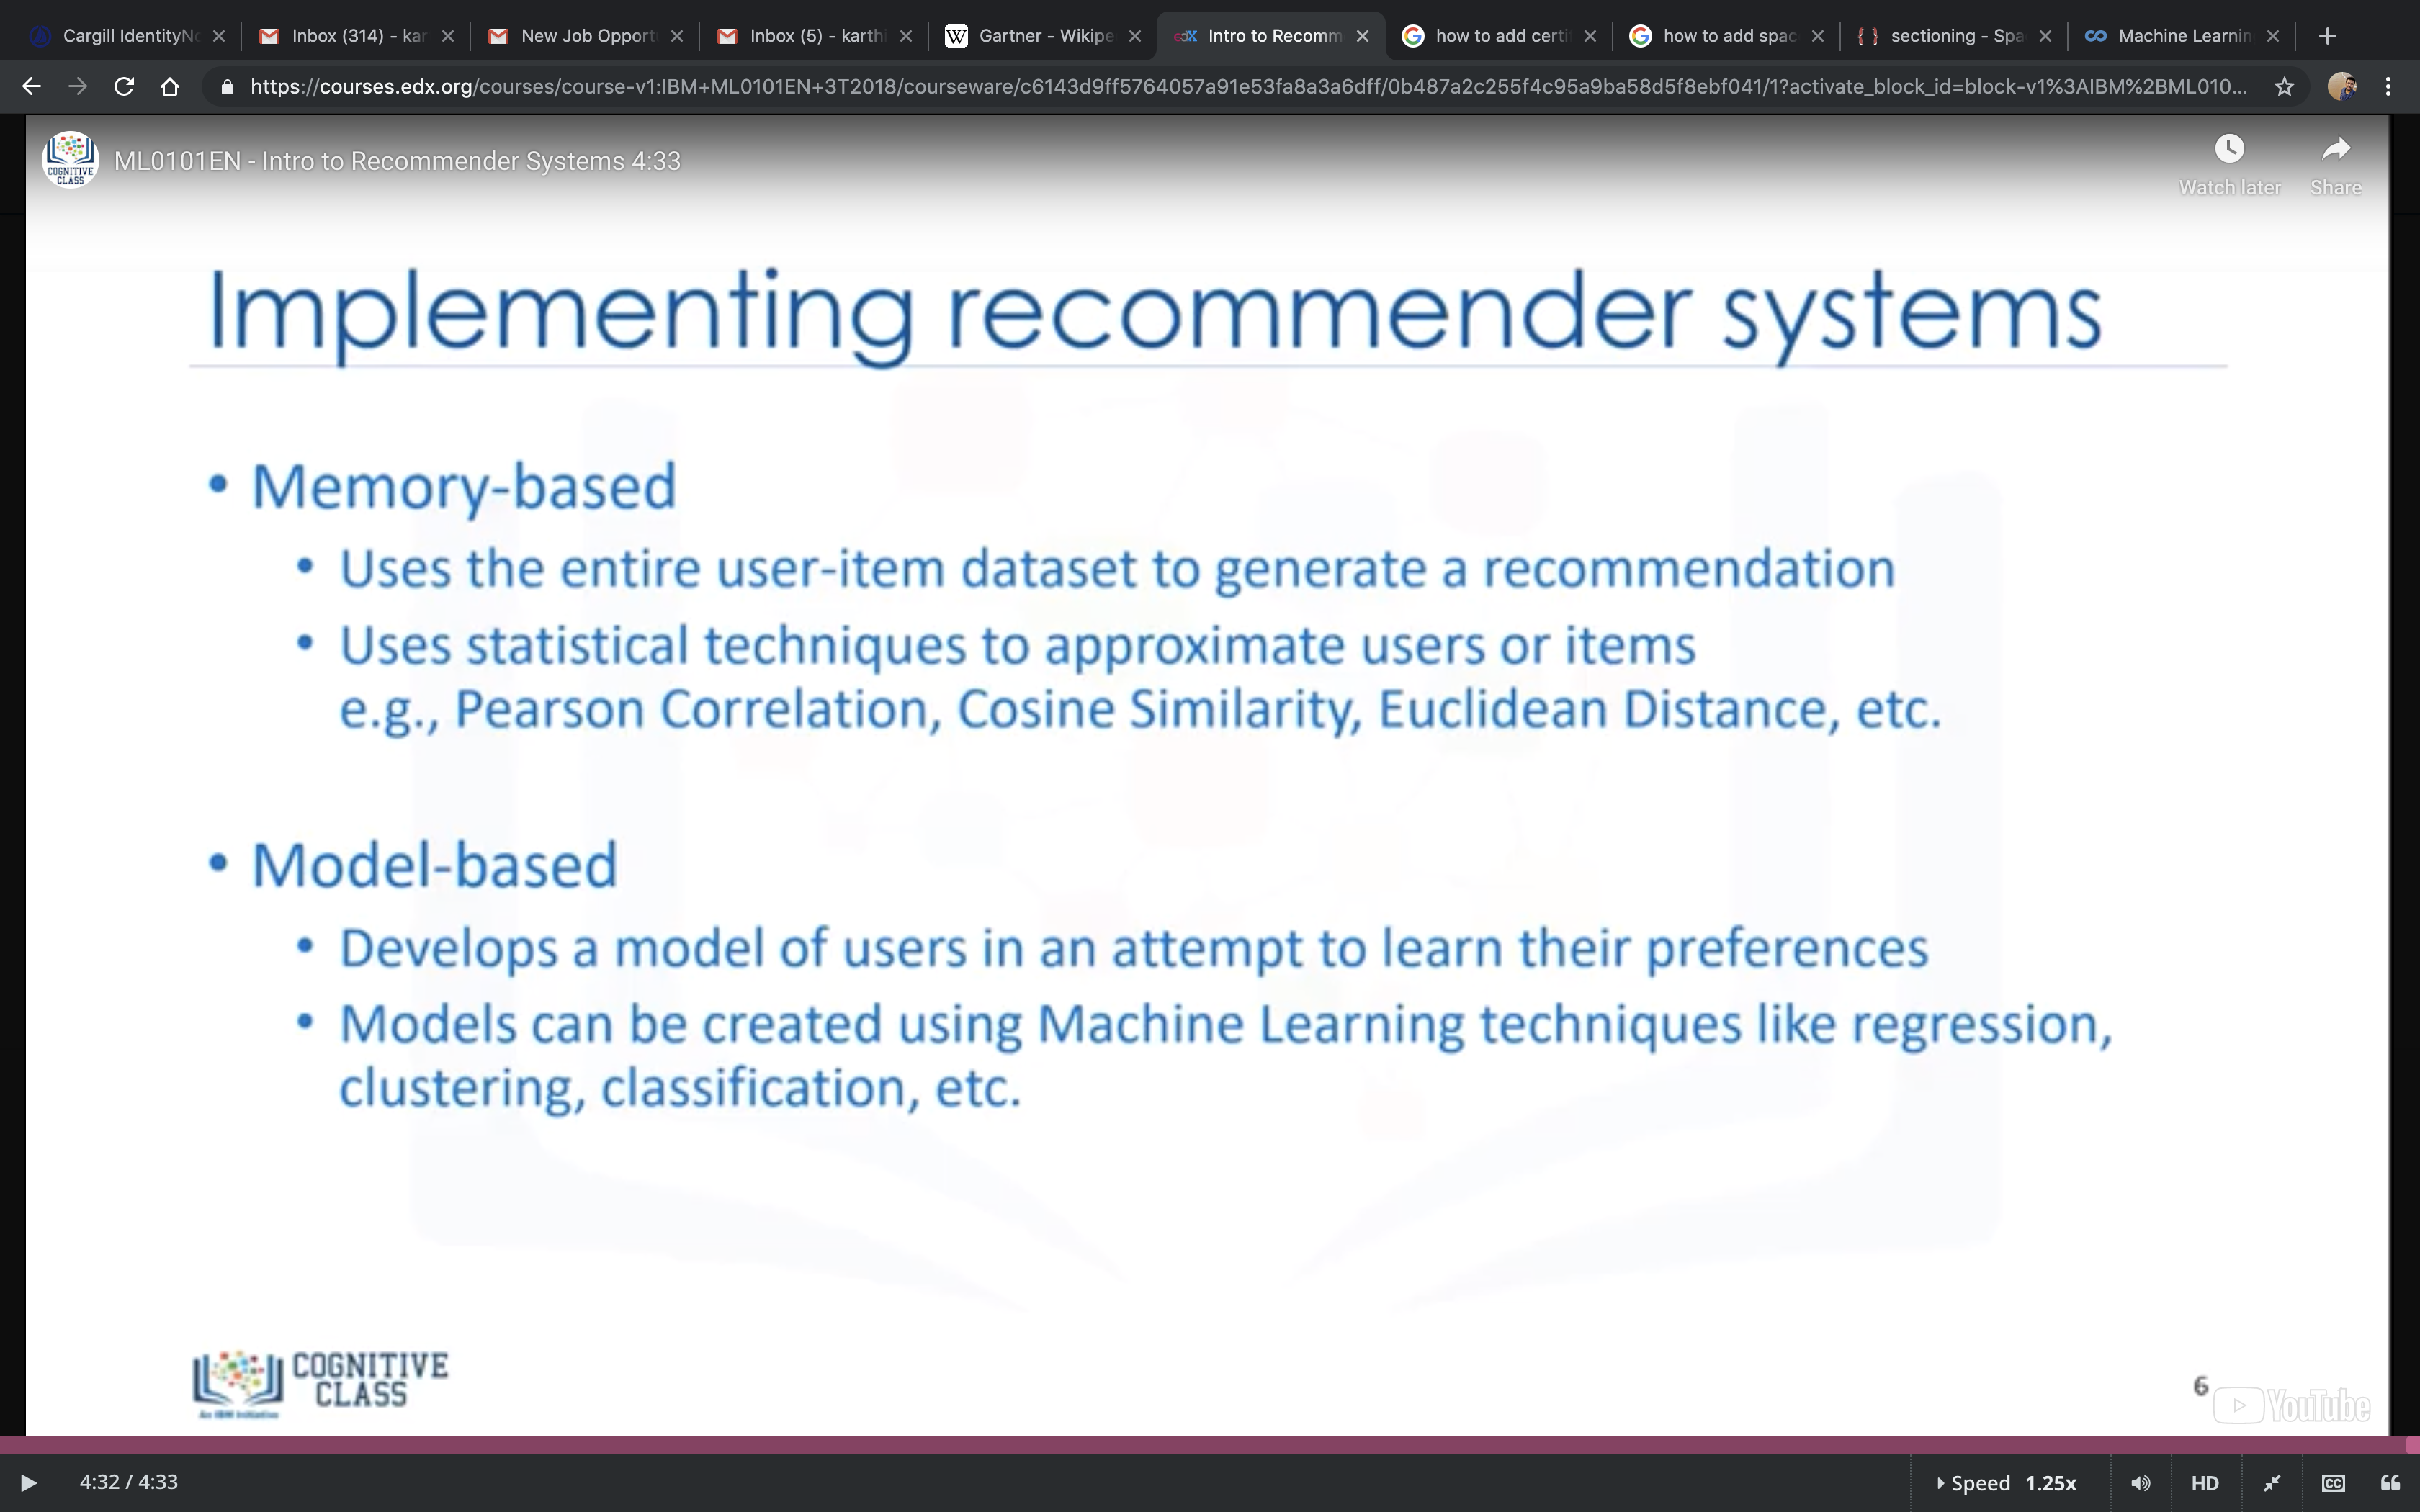 Cargill IdentityN
Inbox (314) - kar
New Job Opport
Inbox (5) - karthi
Gartner - Wikipe
Intro to Recomm
how to add certi
how to add spac
sectioning - Spa
Machine Learnin
https://courses.edx.org/courses/course-v1:IBM+ML0101EN+3T2018/courseware/c6143d9ff5764057a91e53fa8a3a6dff/0b487a2c255f4c95a9ba58d5f8ebf041/1?activate_block_id=block-v1%3AIBM%2BML010...
COGNITIVE
CLASS
ML0101EN - Intro to Recommender Systems 4:33
Watch later
Share
Implementing recommender systems
• Memory-based
• Uses the entire user-item dataset to generate a recommendation
• Uses statistical techniques to approximate users or items
e.g., Pearson Correlation, Cosine Similarity, Euclidean Distance, etc.
• Model-based
• Develops a model of users in an attempt to learn their preferences
• Models can be created using Machine Learning techniques like regression,
clustering, classification, etc.
COGNITIVE
CLASS
An IBM Initiative
6
YouTube
4:32 / 4:33
Speed 1.25x
HD
CC